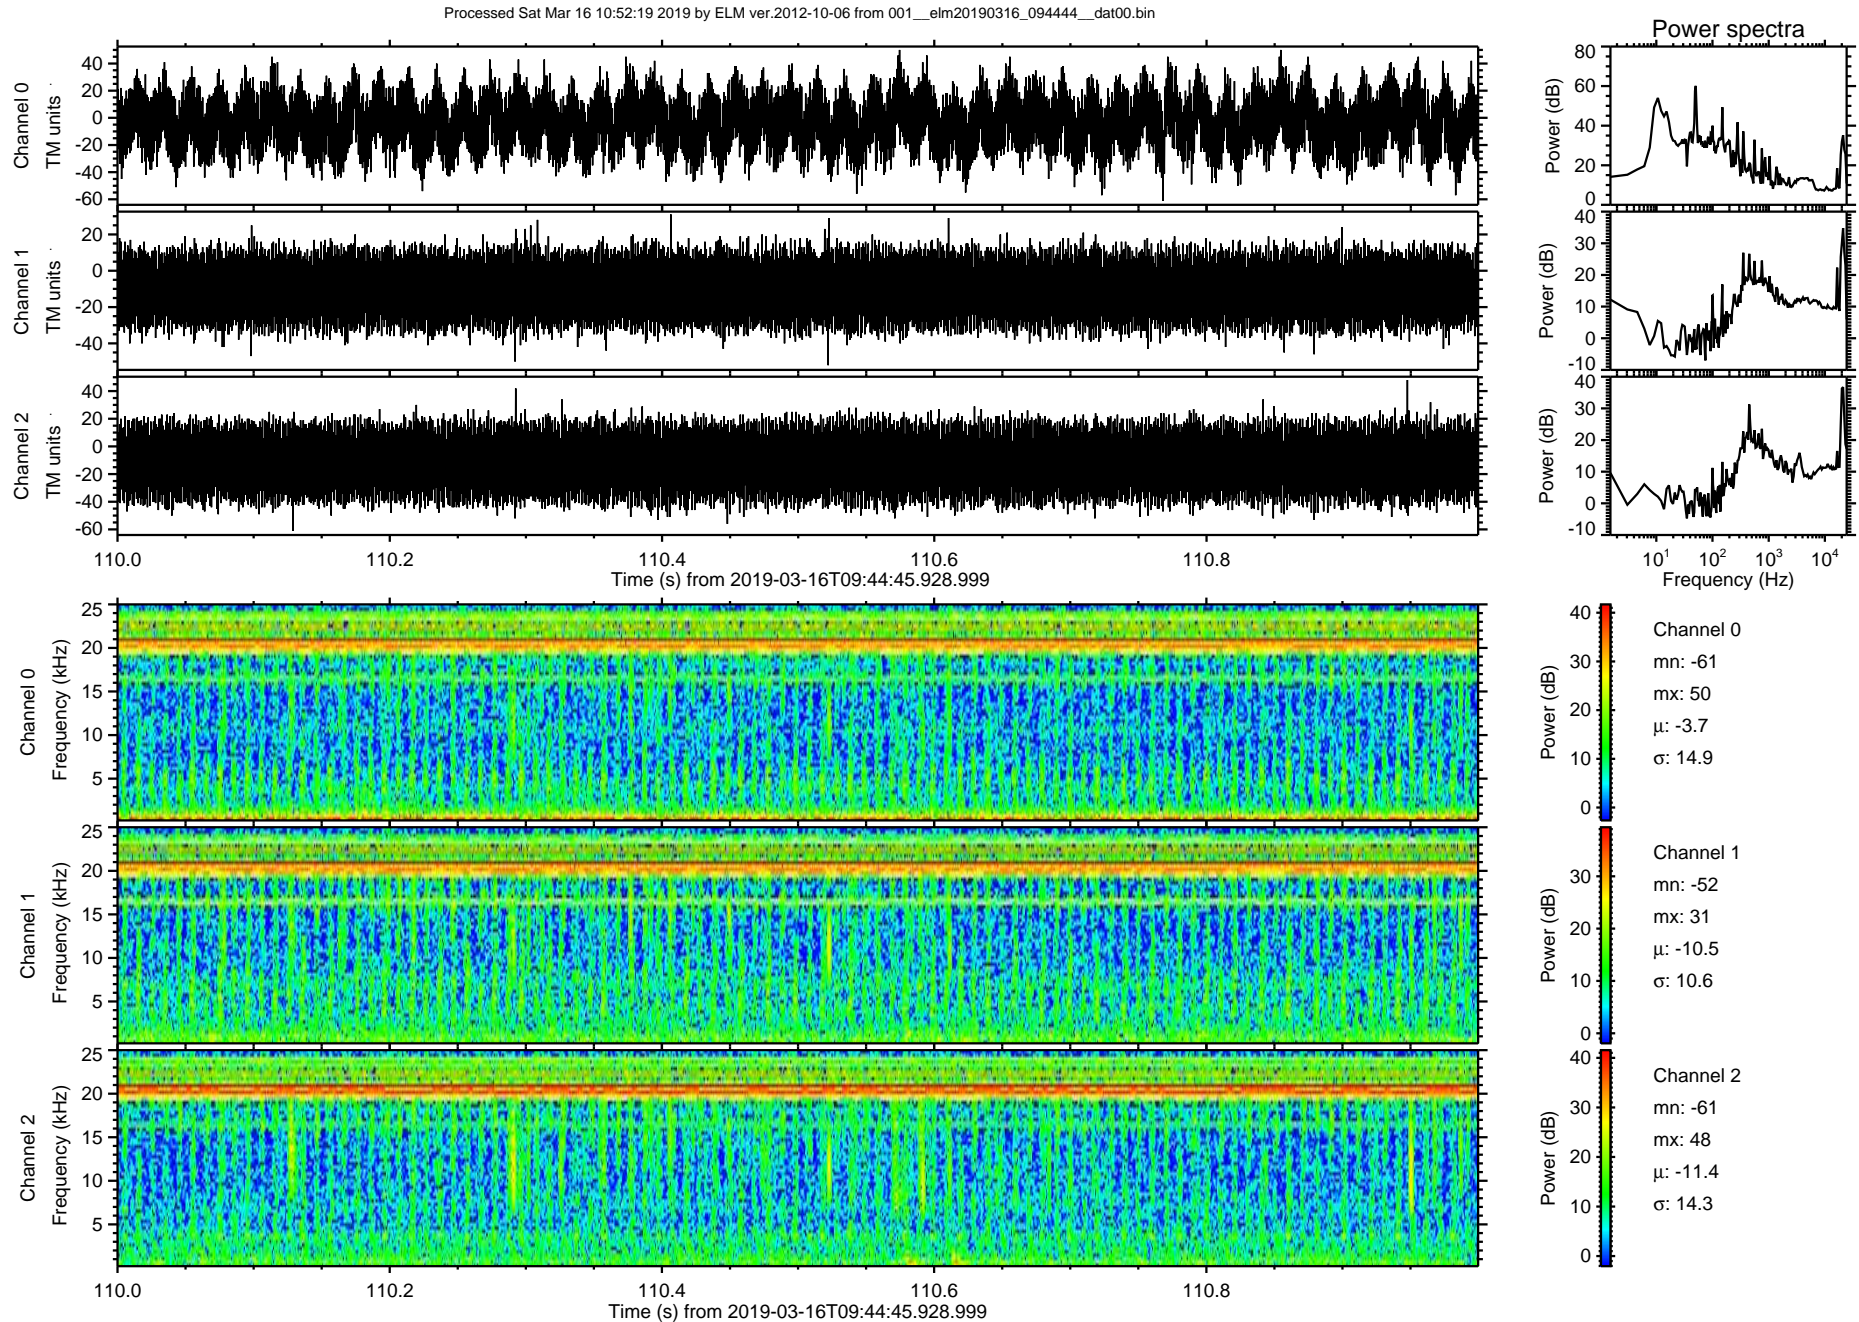 Processed Sat Mar 16 10:52:19 2019 by ELM ver.2012-10-06 from 001__elm20190316_094444__dat00.bin
Power spectra
Channel 0
TM units
40
20
0
-20
-40
-60
Power (dB)
80
60
40
20
0
Channel 1
TM units
20
0
-20
-40
Power (dB)
40
30
20
10
0
-10
Channel 2
TM units
40
20
0
-20
-40
-60
Power (dB)
40
30
20
10
0
-10
110.0 110.2 110.4 110.6 110.8
Time (s) from 2019-03-16T09:44:45.928.999
10¹ 10² 10³ 10⁴
Frequency (Hz)
Channel 0
Frequency (kHz)
25
20
15
10
5
Power (dB)
40
30
20
10
0
Channel 0
mn: -61
mx: 50
μ: -3.7
σ: 14.9
Channel 1
Frequency (kHz)
25
20
15
10
5
Power (dB)
30
20
10
0
Channel 1
mn: -52
mx: 31
μ: -10.5
σ: 10.6
Channel 2
Frequency (kHz)
25
20
15
10
5
Power (dB)
40
30
20
10
0
Channel 2
mn: -61
mx: 48
μ: -11.4
σ: 14.3
110.0 110.2 110.4 110.6 110.8
Time (s) from 2019-03-16T09:44:45.928.999